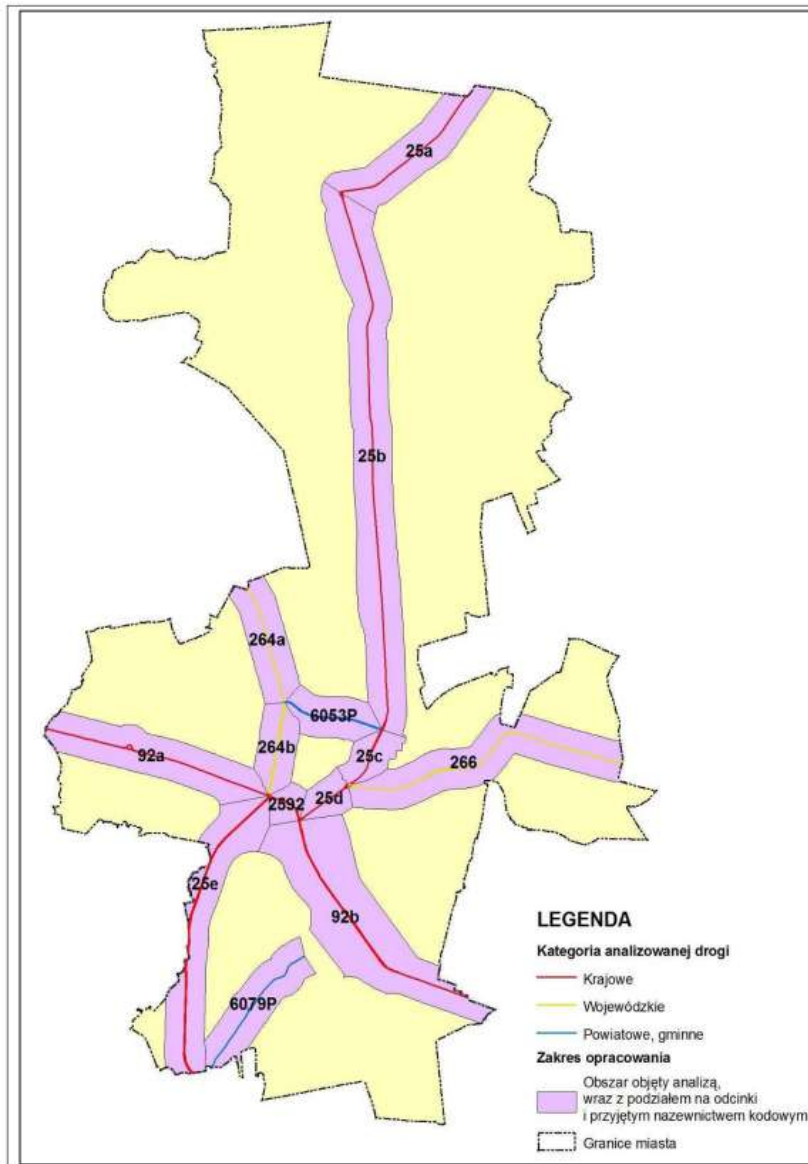 25a
25b
264a
6053P
264b
25c
92a
266
2592
25d
25e
92b
6079P
LEGENDA
Kategoria analizowanej drogi
Krajowe
Wojewódzkie
Powiatowe, gminne
Zakres opracowania
Obszar objęty analizą,
wraz z podziałem na odcinki
i przyjętym nazewnictwem kodowym
Granice miasta